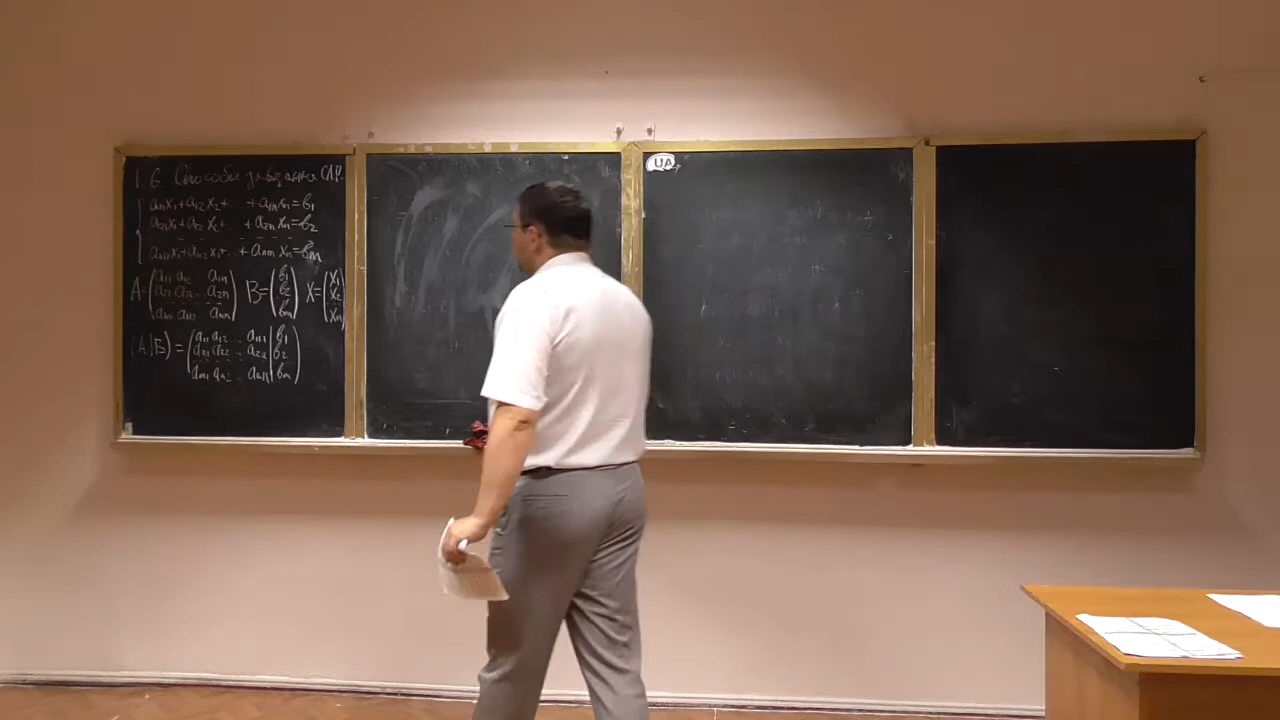 1.6 Способи розв'язання СЛР.
a₁₁x₁+a₁₂x₂+ ...+a₁ₙxₙ=b₁
a₂₁x₁+a₂₂x₂+ ...+a₂ₙxₙ=b₂
- - - - -
aₘ₁x₁+aₘ₂x₂+...+aₘₙxₙ=bₘ
A=(a₁₁ a₁₂ ... a₁ₙ B=(b₁ X=(x₁
a₂₁ a₂₂ ... a₂ₙ b₂ x₂
aₘ₁ aₘ₂ aₘₙ) bₘ) xₙ)
(A|B)=(a₁₁ a₁₂ ... a₁ₙ|b₁
a₂₁ a₂₂ ... a₂ₙ|b₂
aₘ₁ aₘ₂ ... aₘₙ|bₘ)
UA